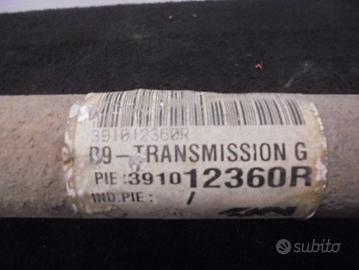 391012360R
D9-TRANSMISSION G
PIE :391012360R
IND.PIE : /
subito